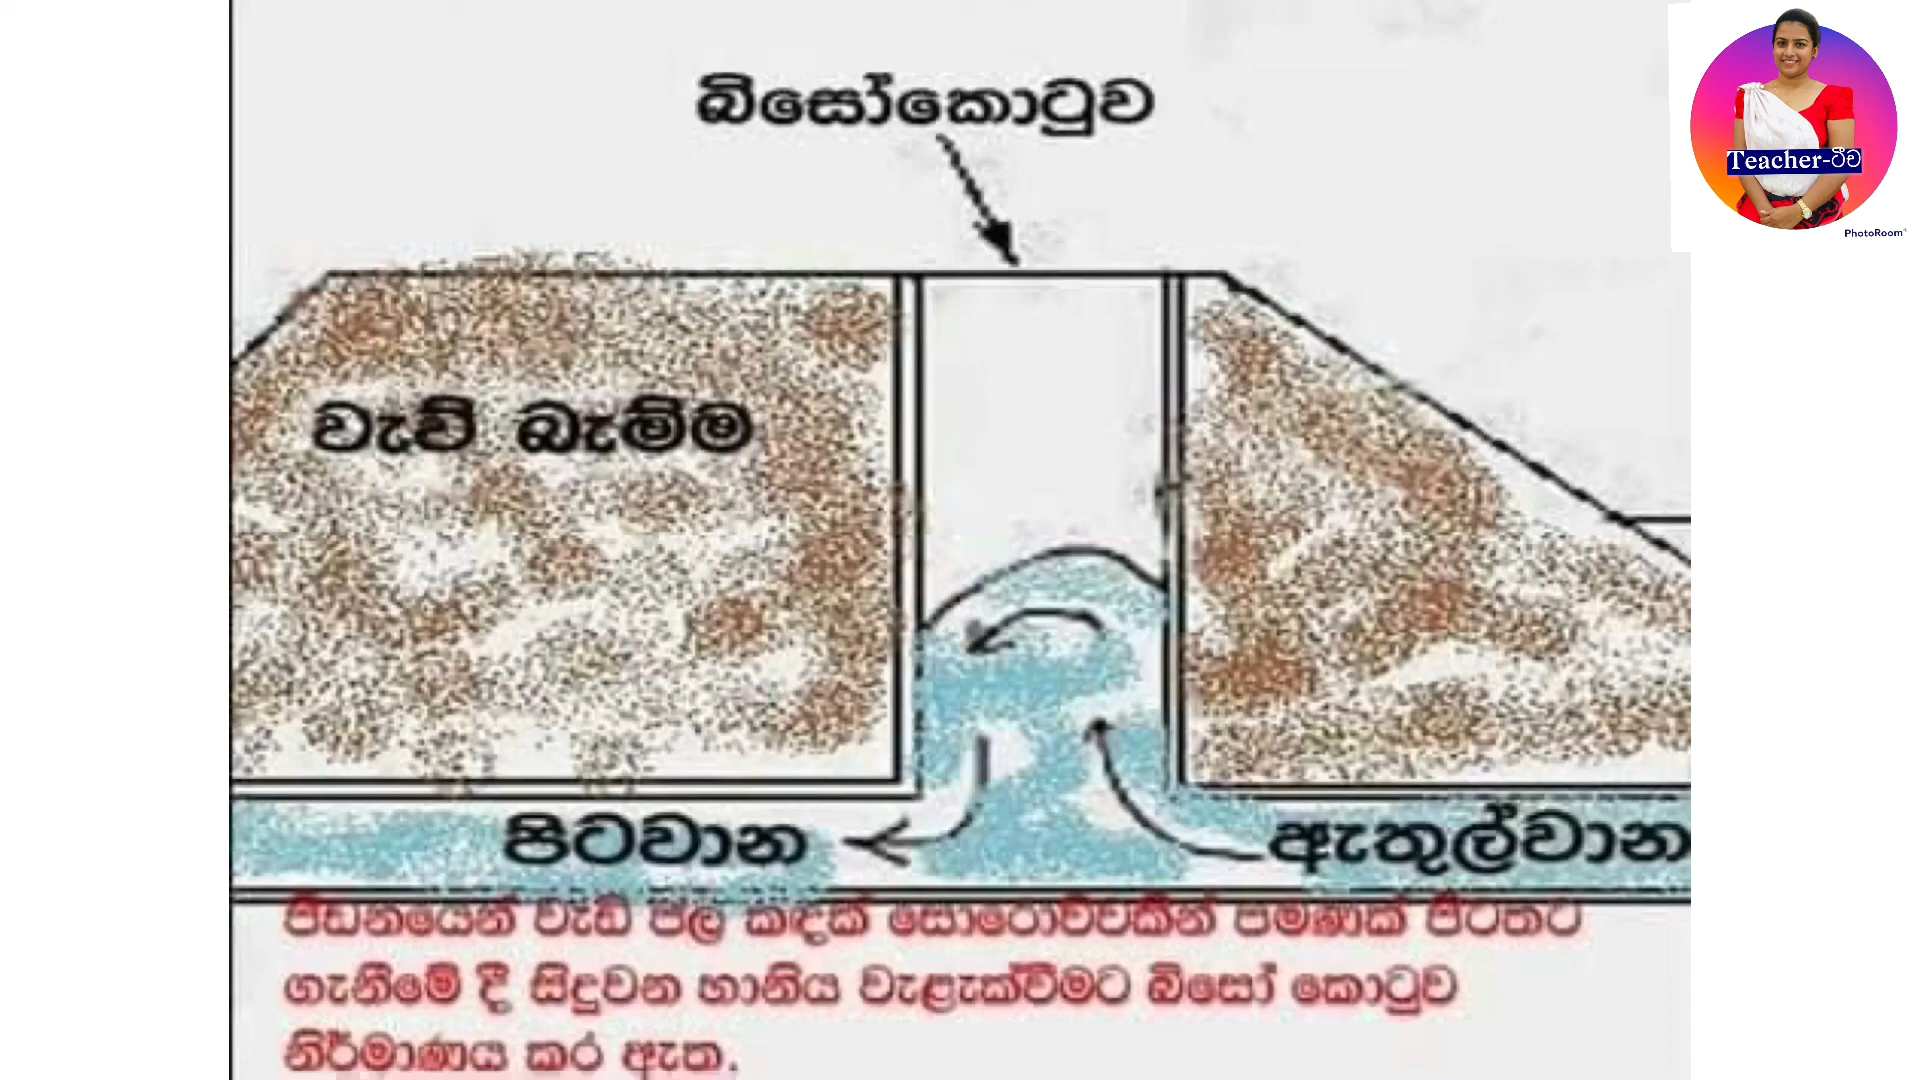 බිසෝකොටුව
Teacher-ටීච
PhotoRoom
වැව් බැම්ම
පිටවාන
ඇතුල්වාන
පීඩනයෙන් වැඩි ජල කඳක් සොරොව්වකින් පමණක් පිටතට
ගැනීමේ දී සිදුවන හානිය වැළැක්වීමට බිසෝ කොටුව
නිර්මාණය කර ඇත.